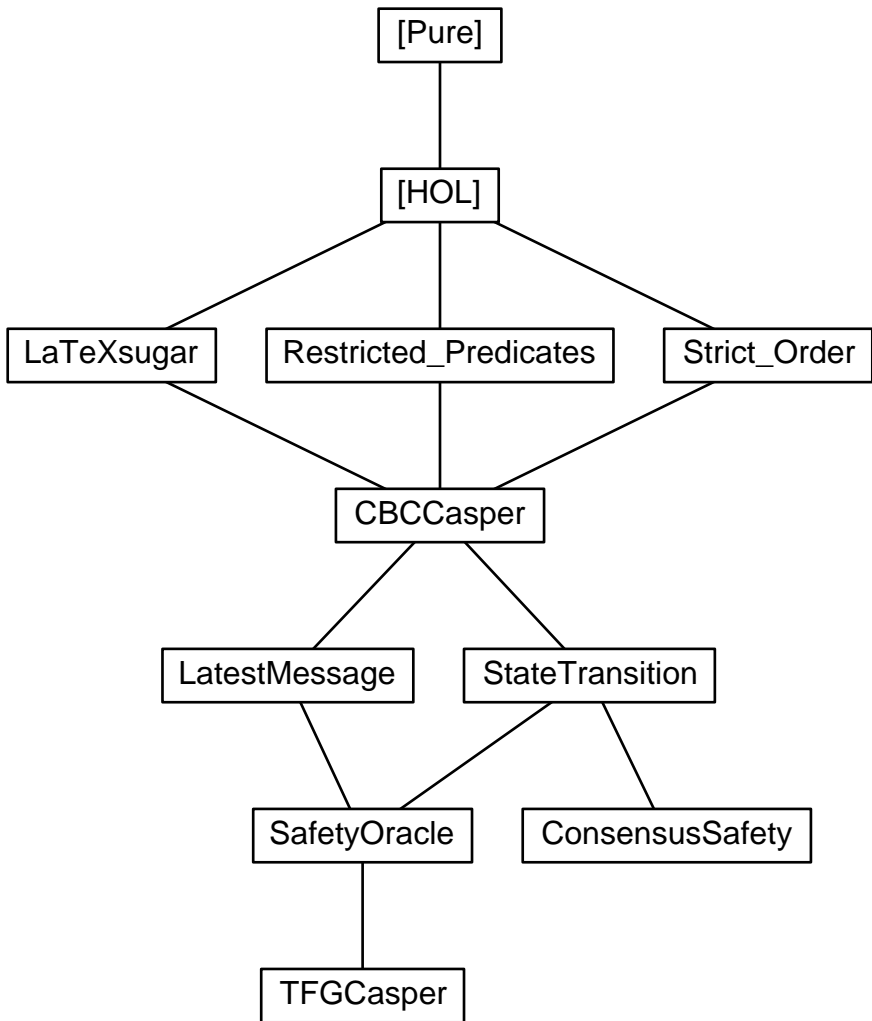 [Pure]
[HOL]
LaTeXsugar
Restricted_Predicates
Strict_Order
CBCCasper
LatestMessage
StateTransition
SafetyOracle
ConsensusSafety
TFGCasper